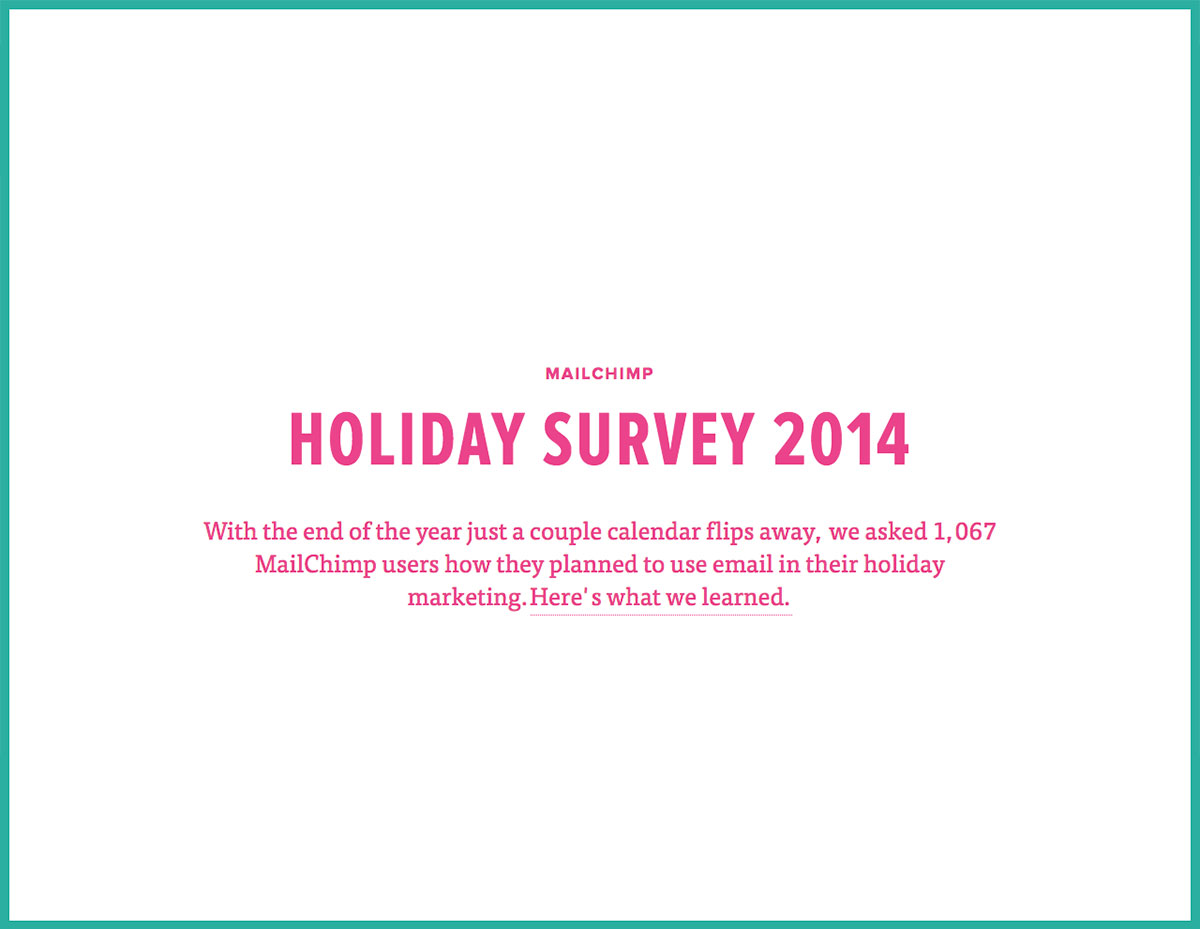 MAILCHIMP
HOLIDAY SURVEY 2014
With the end of the year just a couple calendar flips away, we asked 1,067
MailChimp users how they planned to use email in their holiday
marketing. Here's what we learned.